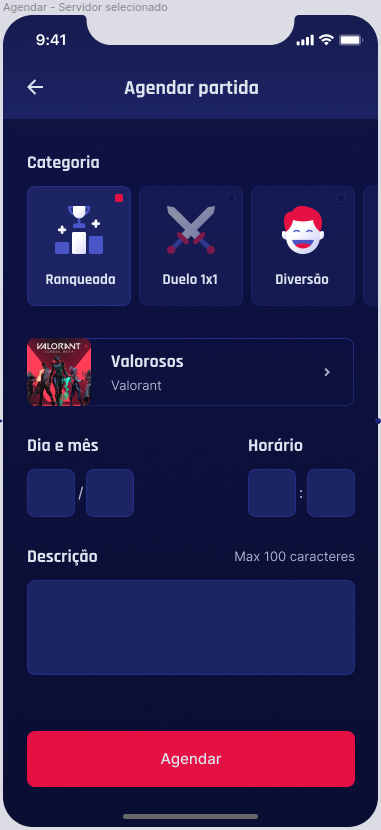 Agendar - Servidor selecionado
9:41
Agendar partida
Categoria
Ranqueada
Duelo 1x1
Diversão
VALORANT
Valorosos
Valorant
Dia e mês
Horário
/
:
Descrição
Max 100 caracteres
Agendar